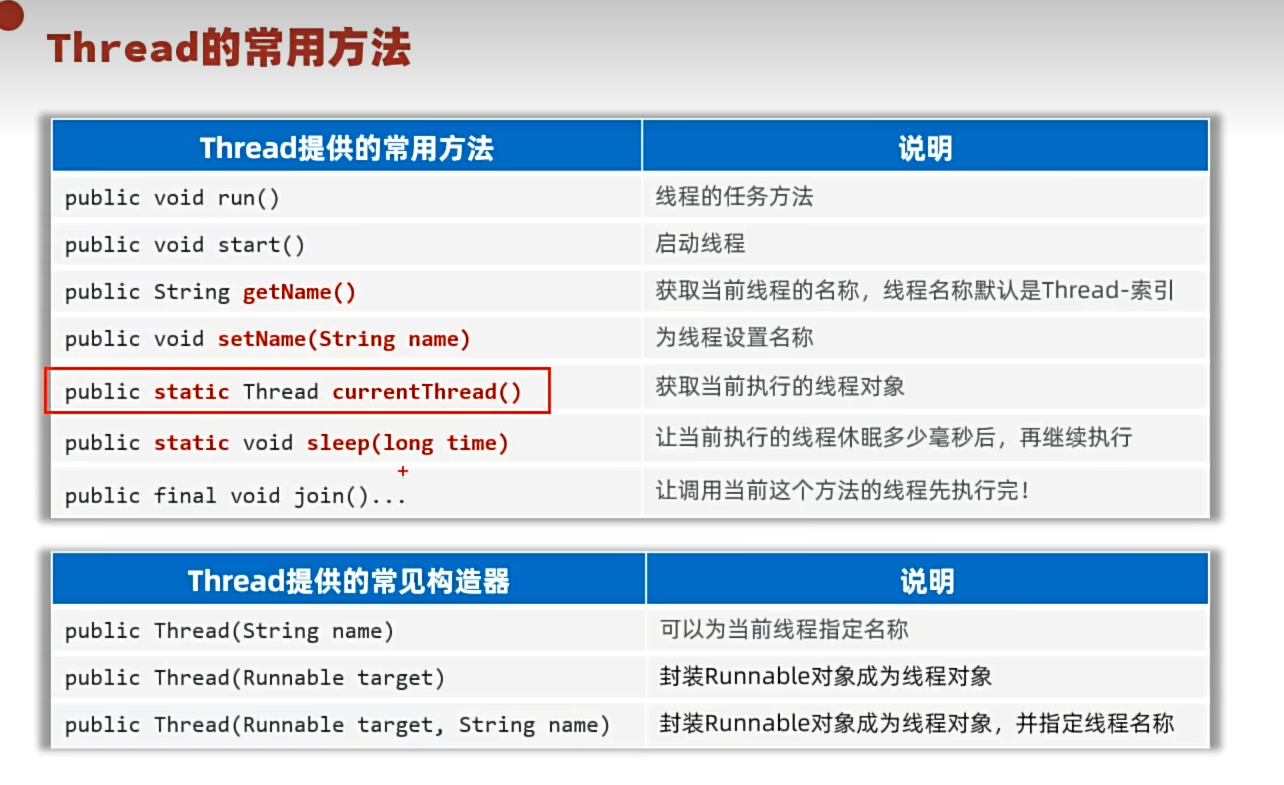 Thread的常用方法
Thread提供的常用方法 说明
public void run() 线程的任务方法
public void start() 启动线程
public String getName() 获取当前线程的名称，线程名称默认是Thread-索引
public void setName(String name) 为线程设置名称
public static Thread currentThread() 获取当前执行的线程对象
public static void sleep(long time) 让当前执行的线程休眠多少毫秒后，再继续执行
public final void join()... 让调用当前这个方法的线程先执行完！
Thread提供的常见构造器 说明
public Thread(String name) 可以为当前线程指定名称
public Thread(Runnable target) 封装Runnable对象成为线程对象
public Thread(Runnable target, String name) 封装Runnable对象成为线程对象，并指定线程名称